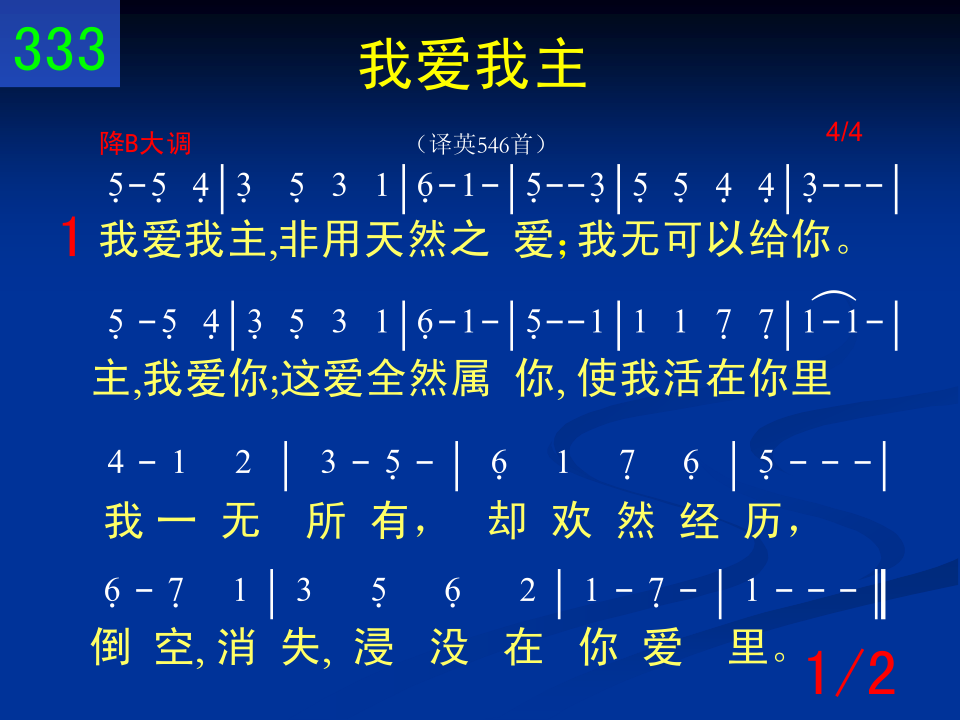 333
我爱我主
降B大调 （译英546首） 4/4
5̣-5̣ 4̣|3̣ 5̣ 3 1|6̣-1-|5̣--3̣|5̣ 5̣ 4̣ 4̣|3̣---|
1 我爱我主,非用天然之 爱;我无可以给你。
5̣ -5̣ 4̣|3̣ 5̣ 3 1|6̣-1-|5̣--1|1 1 7̣ 7̣|1-1-|
主,我爱你;这爱全然属 你, 使我活在你里
4 - 1 2 | 3 - 5̣ - | 6̣ 1 7̣ 6̣ | 5̣ - - -|
我 一 无 所 有， 却 欢 然 经 历，
6̣ - 7̣ 1 | 3 5̣ 6̣ 2 | 1 - 7̣ - | 1 - - - ‖
倒 空, 消 失, 浸 没 在 你 爱 里。
1/2